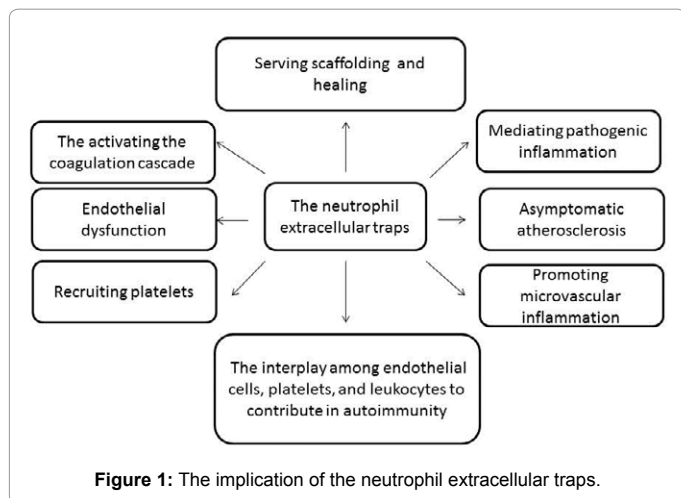 Serving scaffolding and
healing
The activating the
coagulation cascade
Mediating pathogenic
inflammation
Endothelial
dysfunction
The neutrophil
extracellular traps
Asymptomatic
atherosclerosis
Recruiting platelets
Promoting
microvascular
inflammation
The interplay among endothelial
cells, platelets, and leukocytes to
contribute in autoimmunity
Figure 1: The implication of the neutrophil extracellular traps.